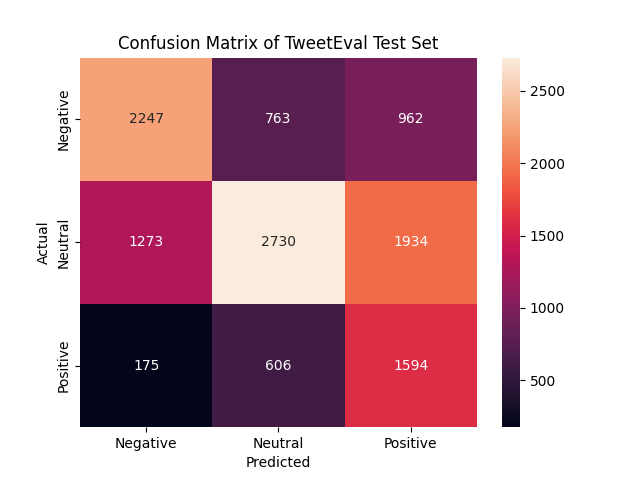 Confusion Matrix of TweetEval Test Set
Negative 2247 763 962
Neutral 1273 2730 1934
Positive 175 606 1594
Negative Neutral Positive
Predicted
Actual
2500
2000
1500
1000
500